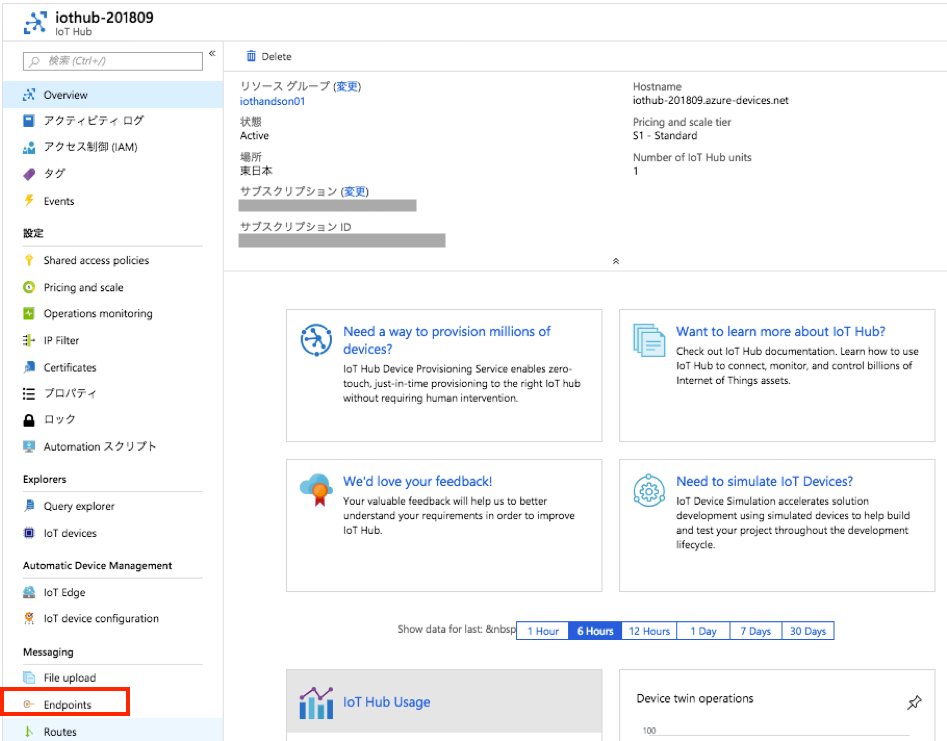 iothub-201809
IoT Hub
検索 (Ctrl+/)
«
Overview
アクティビティ ログ
アクセス制御 (IAM)
タグ
Events
設定
Shared access policies
Pricing and scale
Operations monitoring
IP Filter
Certificates
プロパティ
ロック
Automation スクリプト
Explorers
Query explorer
IoT devices
Automatic Device Management
IoT Edge
IoT device configuration
Messaging
File upload
Endpoints
Routes
Delete
リソース グループ (変更)
iothandson01
状態
Active
場所
東日本
サブスクリプション (変更)
サブスクリプション ID
Hostname
iothub-201809.azure-devices.net
Pricing and scale tier
S1 - Standard
Number of IoT Hub units
1
Need a way to provision millions of
devices?
IoT Hub Device Provisioning Service enables zero-
touch, just-in-time provisioning to the right IoT hub
without requiring human intervention.
Want to learn more about IoT Hub?
Check out IoT Hub documentation. Learn how to use
IoT Hub to connect, monitor, and control billions of
Internet of Things assets.
We'd love your feedback!
Your valuable feedback will help us to better
understand your requirements in order to improve
IoT Hub.
Need to simulate IoT Devices?
IoT Device Simulation accelerates solution
development using simulated devices to help build
and test your project throughout the development
lifecycle.
Show data for last: &nbsp 1 Hour 6 Hours 12 Hours 1 Day 7 Days 30 Days
IoT Hub Usage
Device twin operations
100